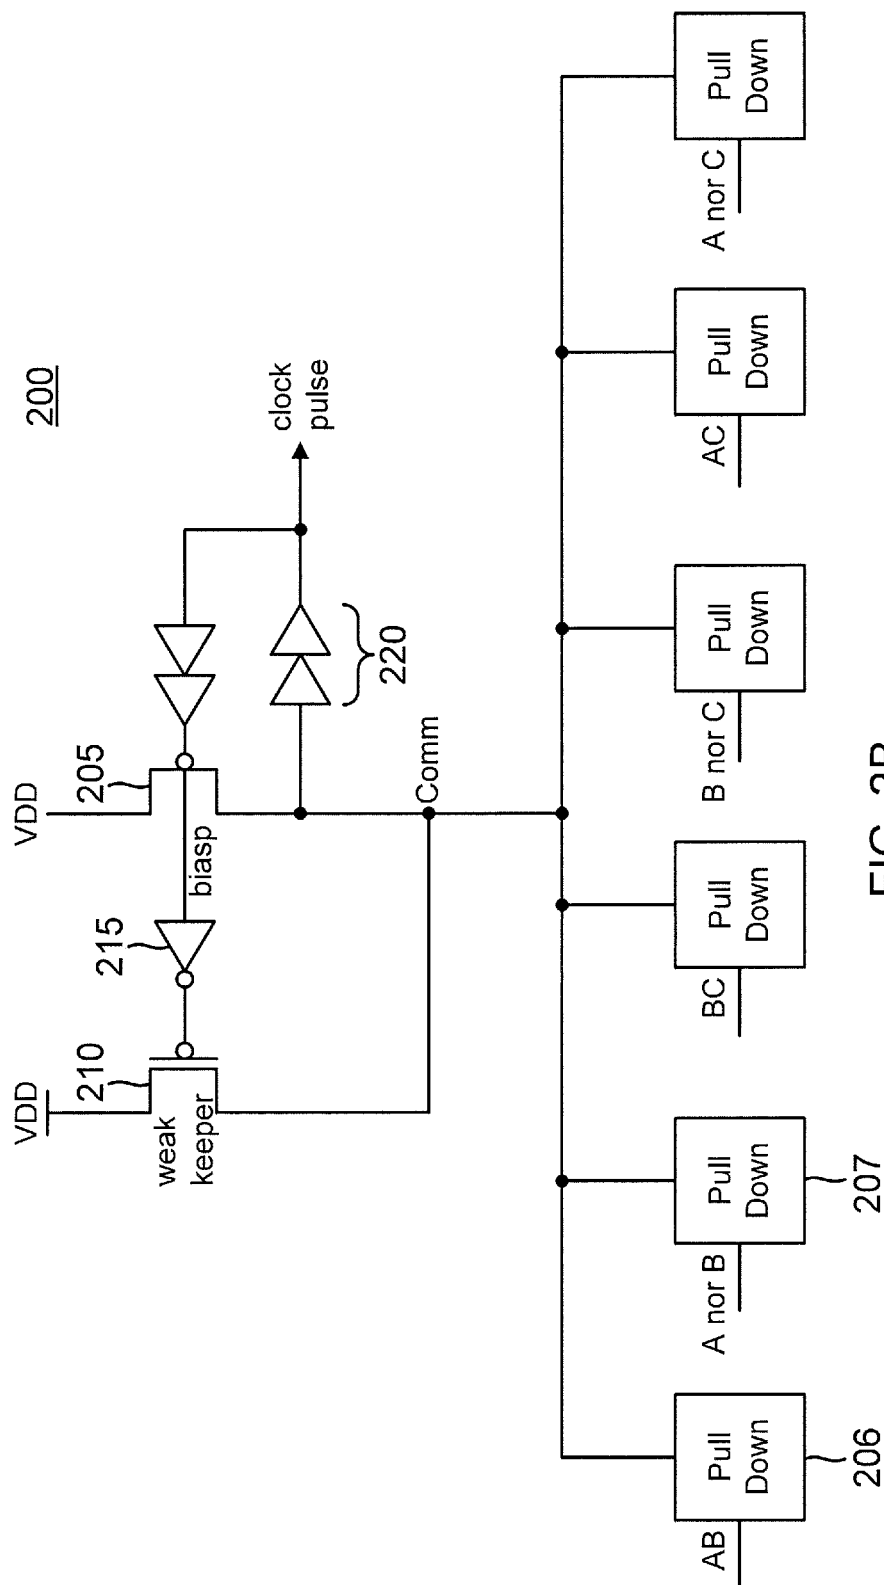 200
VDD
VDD
205
210
215
biasp
weak
keeper
clock
pulse
220
Comm
Pull
Down
AB
206
Pull
Down
A nor B
207
Pull
Down
BC
Pull
Down
B nor C
Pull
Down
AC
Pull
Down
A nor C